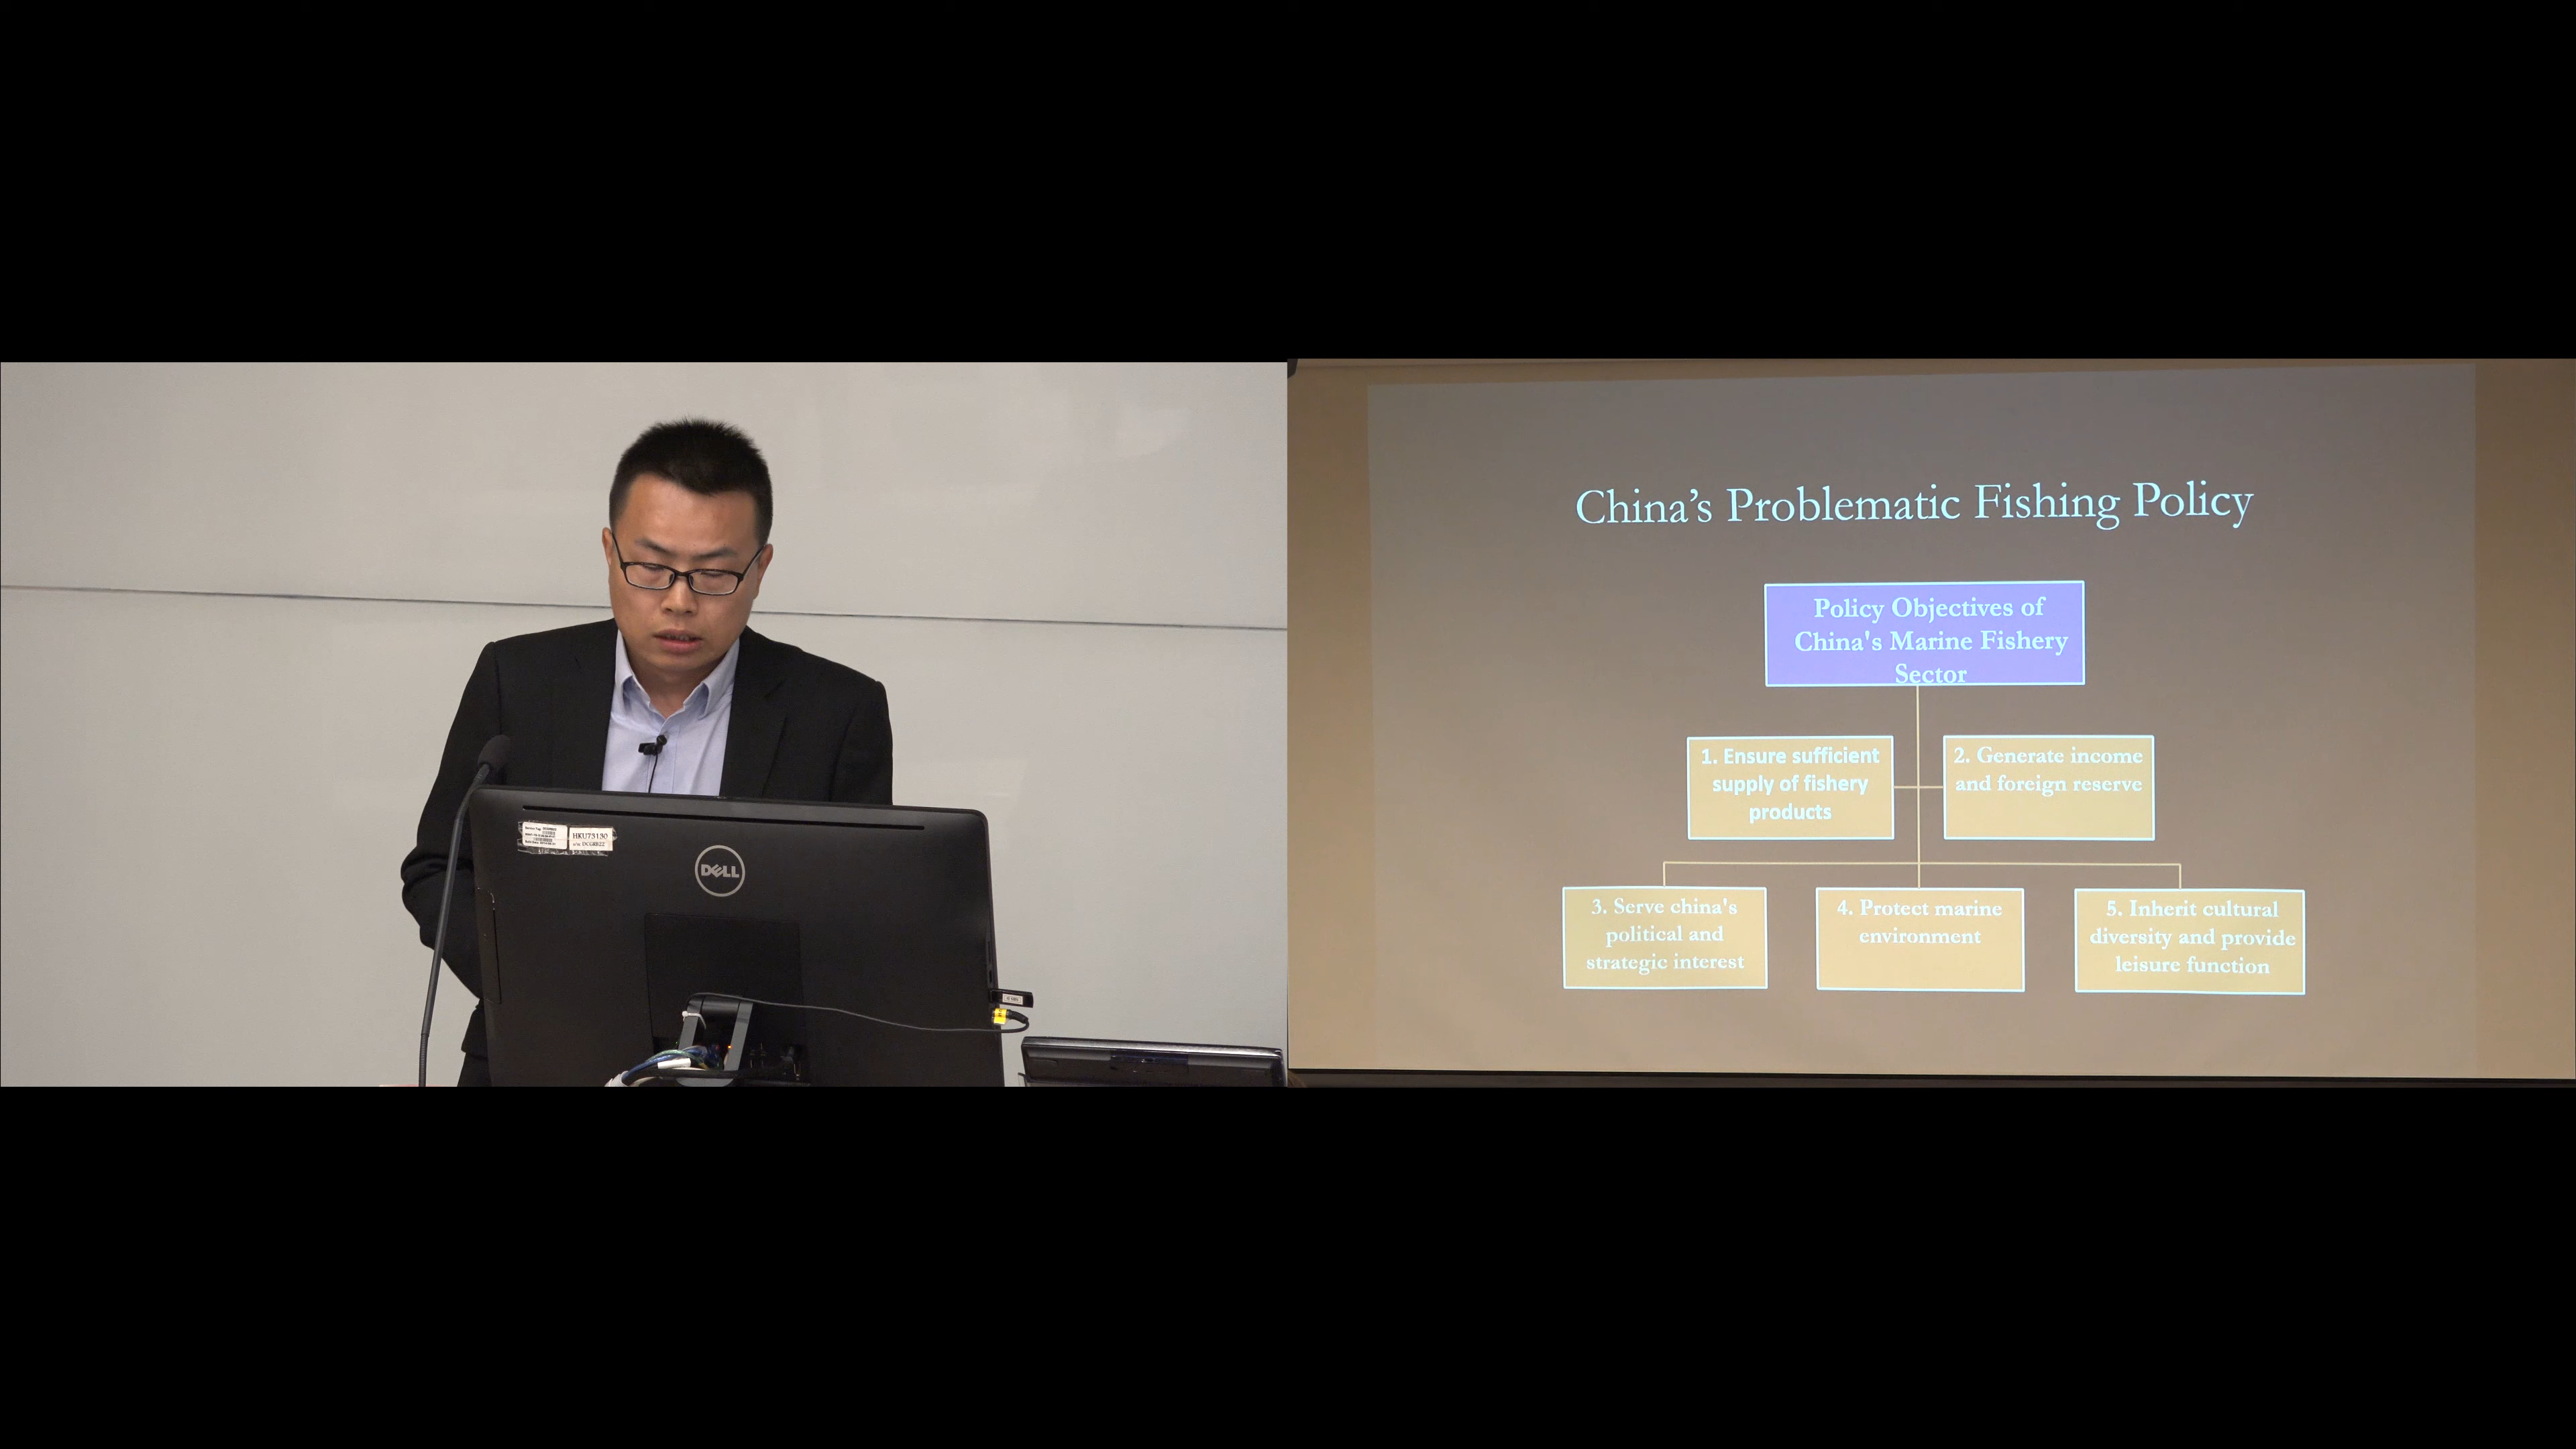 HKU73130
DELL
China's Problematic Fishing Policy
Policy Objectives of
China's Marine Fishery
Sector
1. Ensure sufficient
supply of fishery
products
2. Generate income
and foreign reserve
3. Serve china's
political and
strategic interest
4. Protect marine
environment
5. Inherit cultural
diversity and provide
leisure function